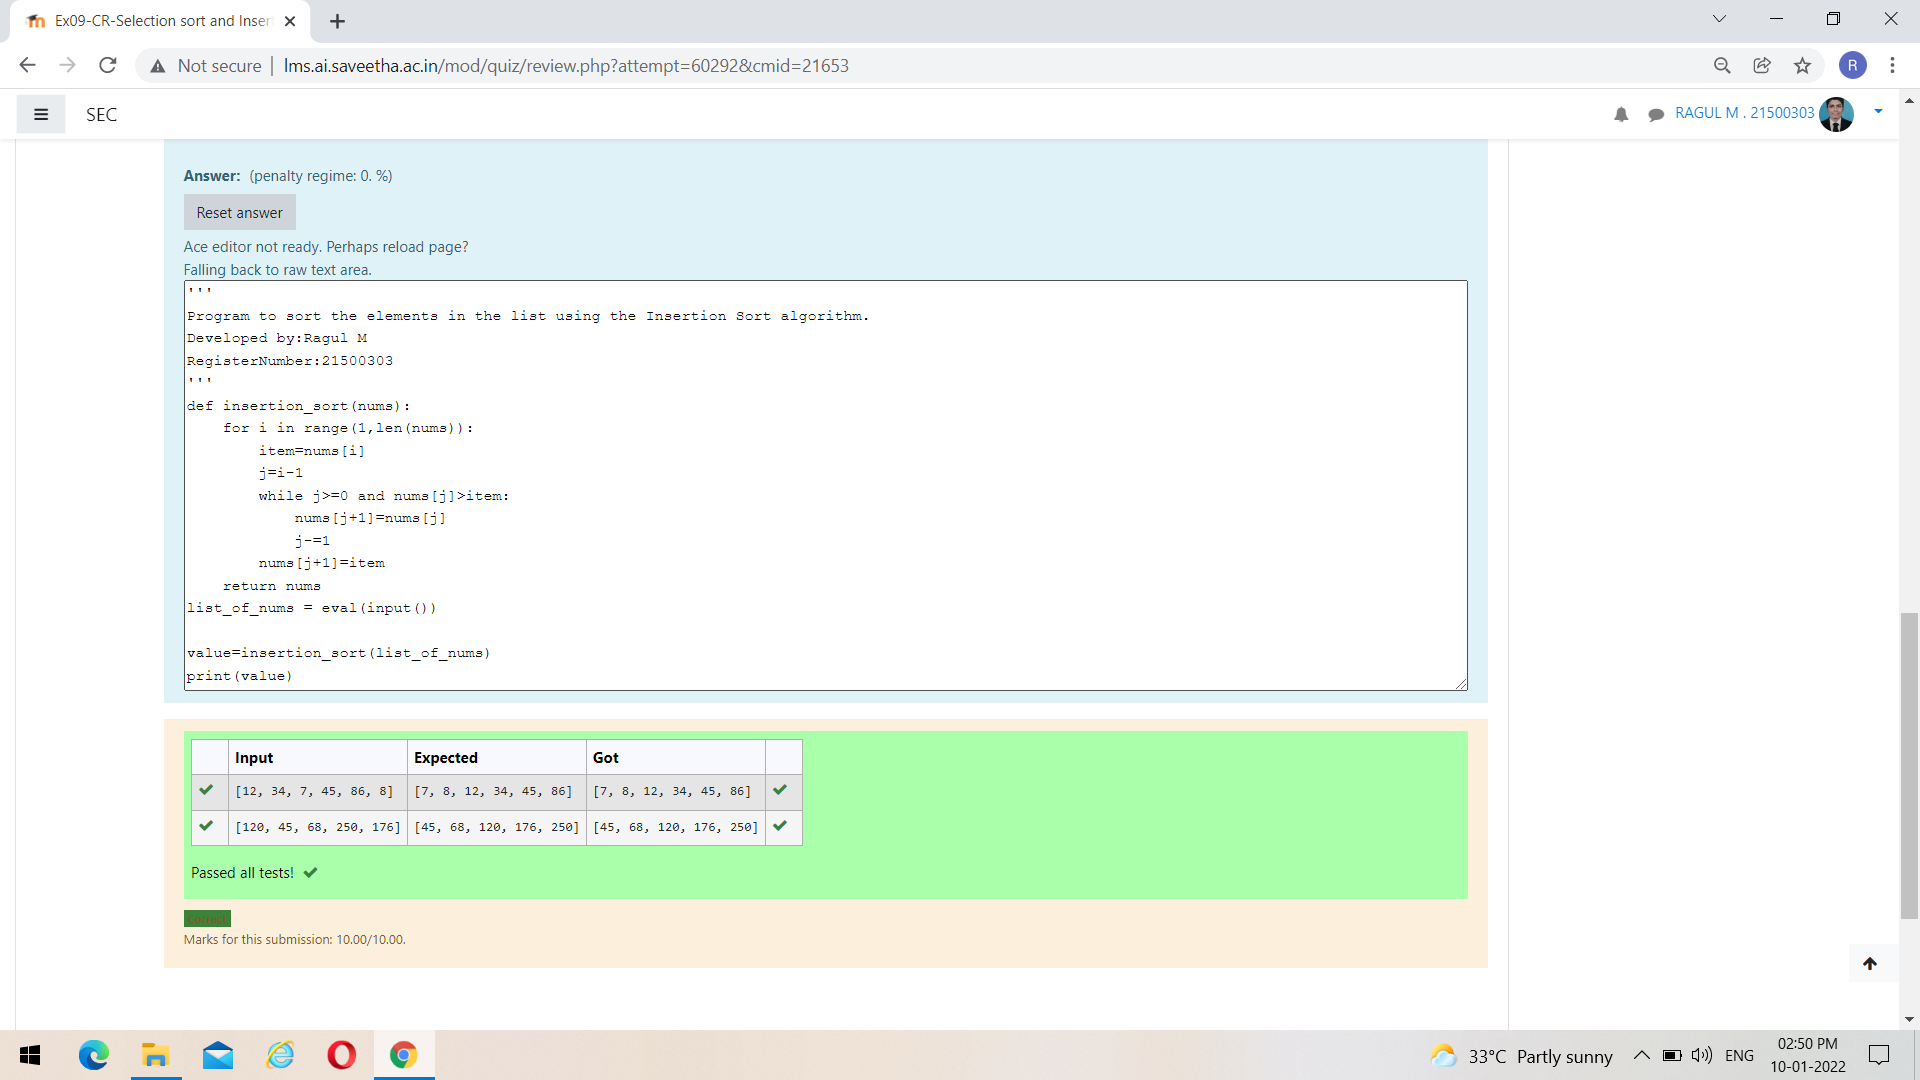 Ex09-CR-Selection sort and Inser
Not secure | lms.ai.saveetha.ac.in/mod/quiz/review.php?attempt=60292&cmid=21653
R
SEC
RAGUL M . 21500303
Answer: (penalty regime: 0. %)
Reset answer
Ace editor not ready. Perhaps reload page?
Falling back to raw text area.
'''
Program to sort the elements in the list using the Insertion Sort algorithm.
Developed by:Ragul M
RegisterNumber:21500303
'''
def insertion_sort(nums):
    for i in range(1,len(nums)):
        item=nums[i]
        j=i-1
        while j>=0 and nums[j]>item:
            nums[j+1]=nums[j]
            j-=1
        nums[j+1]=item
    return nums
list_of_nums = eval(input())
value=insertion_sort(list_of_nums)
print(value)
Input Expected Got
[12, 34, 7, 45, 86, 8] [7, 8, 12, 34, 45, 86] [7, 8, 12, 34, 45, 86]
[120, 45, 68, 250, 176] [45, 68, 120, 176, 250] [45, 68, 120, 176, 250]
Passed all tests!
Correct
Marks for this submission: 10.00/10.00.
33°C Partly sunny
ENG
02:50 PM
10-01-2022